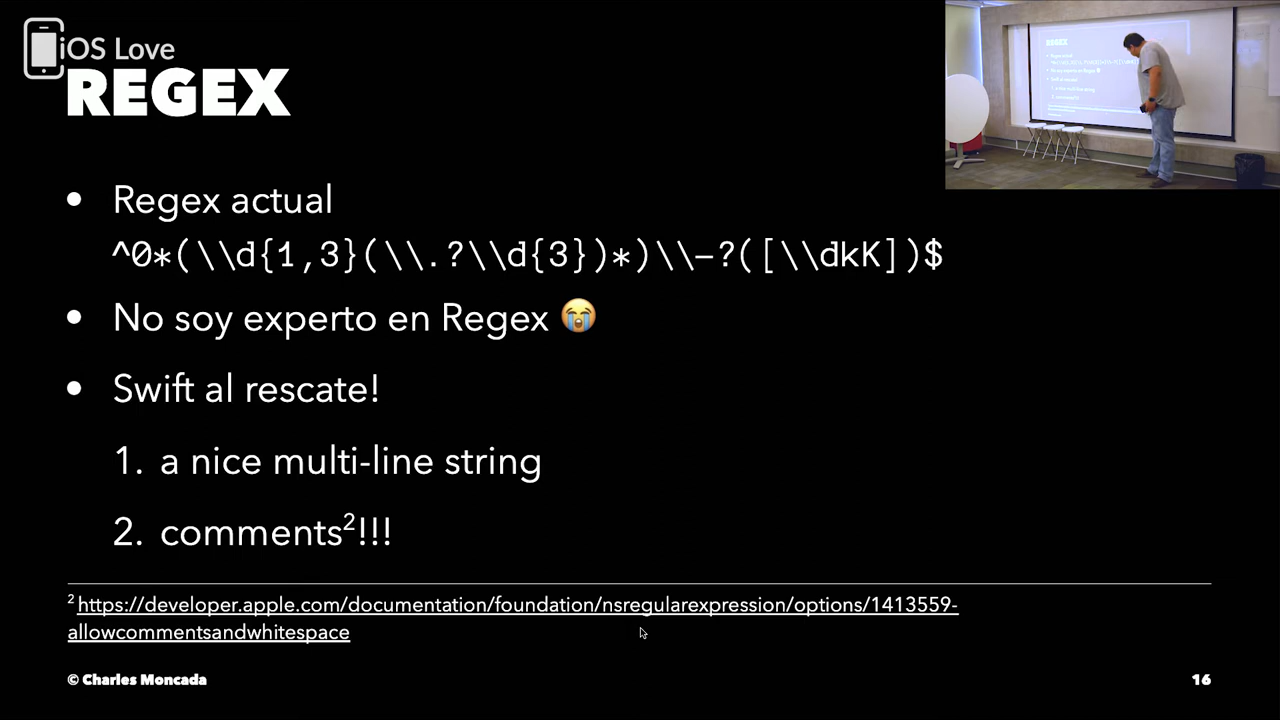 iOS Love
REGEX
• Regex actual
^0*(\\d{1,3}(\\.?\\d{3})*)\\-?([\\dkK])$
• No soy experto en Regex 😭
• Swift al rescate!
1. a nice multi-line string
2. comments²!!!
² https://developer.apple.com/documentation/foundation/nsregularexpression/options/1413559-
allowcommentsandwhitespace
© Charles Moncada
16